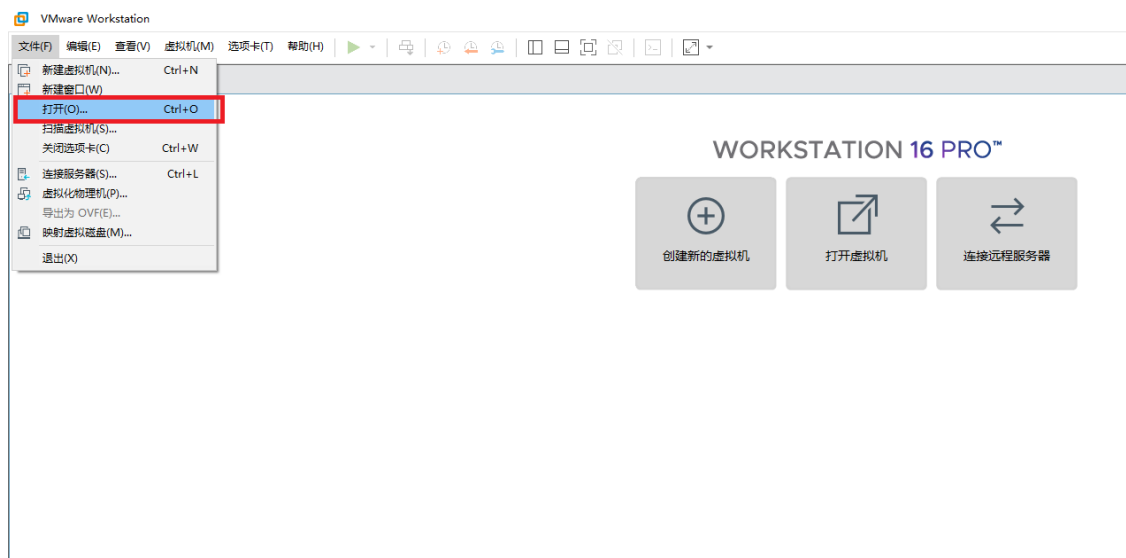 VMware Workstation
文件(F) 编辑(E) 查看(V) 虚拟机(M) 选项卡(T) 帮助(H)
新建虚拟机(N)... Ctrl+N
新建窗口(W)
打开(O)... Ctrl+O
扫描虚拟机(S)...
关闭选项卡(C) Ctrl+W
连接服务器(S)... Ctrl+L
虚拟化物理机(P)...
导出为 OVF(E)...
映射虚拟磁盘(M)...
退出(X)
WORKSTATION 16 PRO™
创建新的虚拟机 打开虚拟机 连接远程服务器